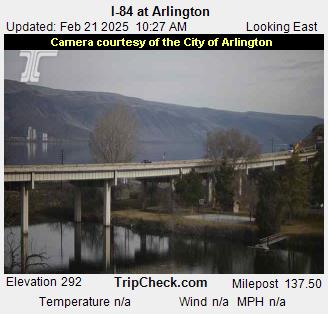 I-84 at Arlington
Updated: Feb 21 2025 10:27 AM Looking East
Camera courtesy of the City of Arlington
Elevation 292 TripCheck.com Milepost 137.50
Temperature n/a Wind n/a MPH n/a